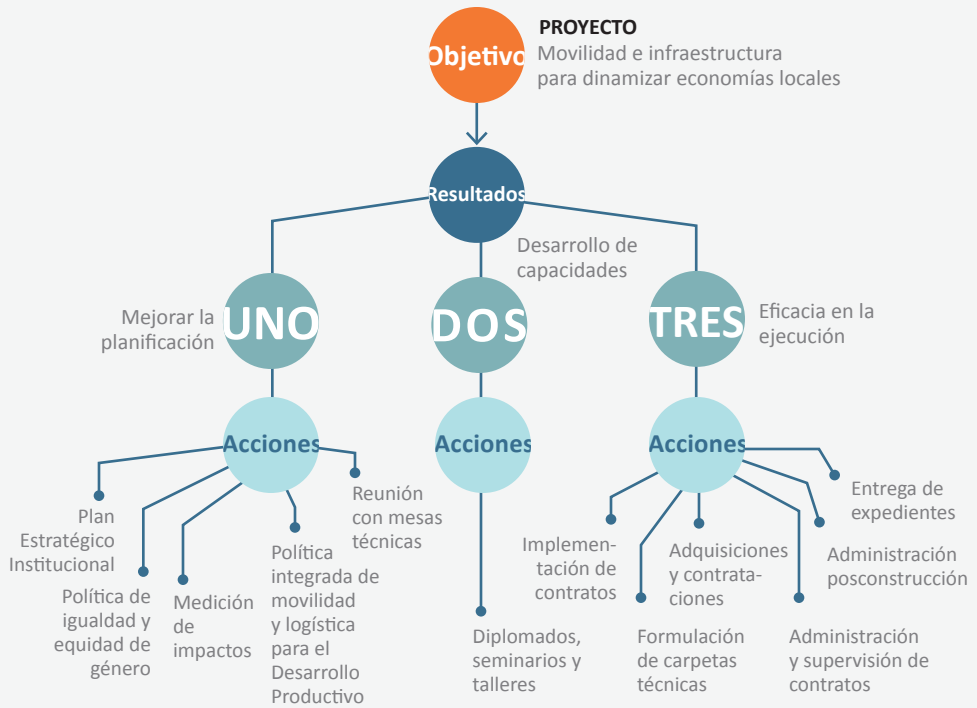 PROYECTO
Movilidad e infraestructura
para dinamizar economías locales
Objetivo
Resultados
Desarrollo de
capacidades
Mejorar la
planificación
UNO
DOS
TRES
Eficacia en la
ejecución
Acciones
Acciones
Acciones
Plan
Estratégico
Institucional
Política de
igualdad y
equidad de
género
Medición
de
impactos
Política
integrada de
movilidad
y logística
para el
Desarrollo
Productivo
Reunión
con mesas
técnicas
Diplomados,
seminarios y
talleres
Implemen-
tación de
contratos
Formulación
de carpetas
técnicas
Adquisiciones
y contrata-
ciones
Entrega de
expedientes
Administración
posconstrucción
Administración
y supervisión de
contratos